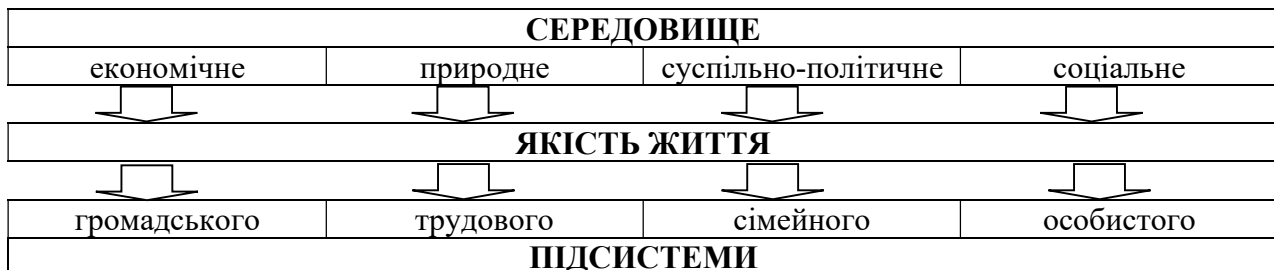 СЕРЕДОВИЩЕ
економічне природне суспільно-політичне соціальне
ЯКІСТЬ ЖИТТЯ
громадського трудового сімейного особистого
ПІДСИСТЕМИ